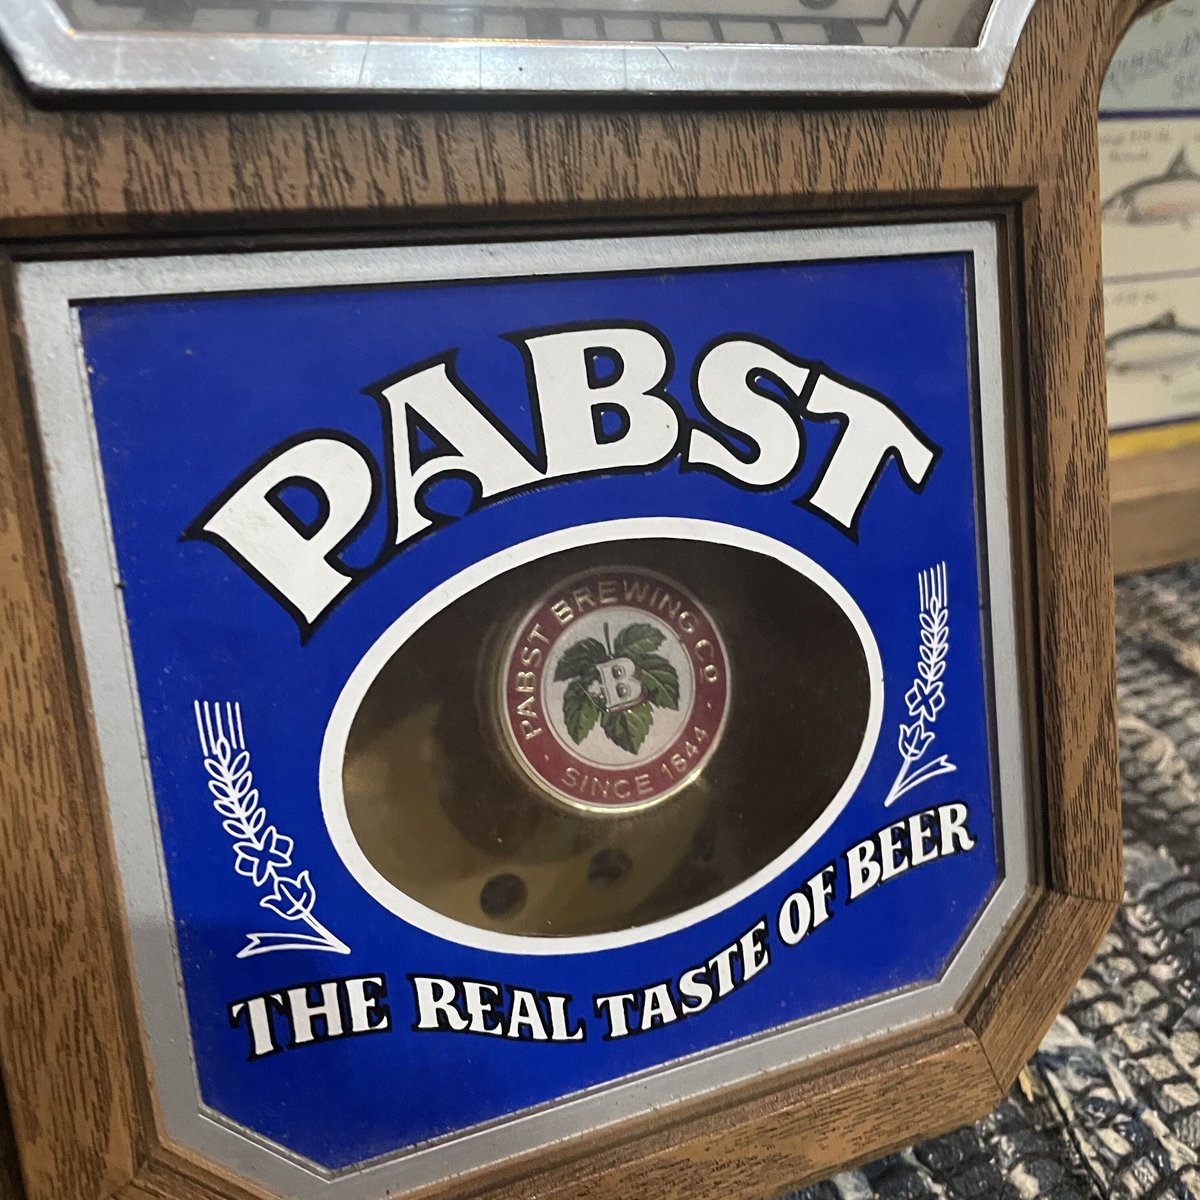 PABST
PABST BREWING CO
B
· SINCE 1844 ·
THE REAL TASTE OF BEER